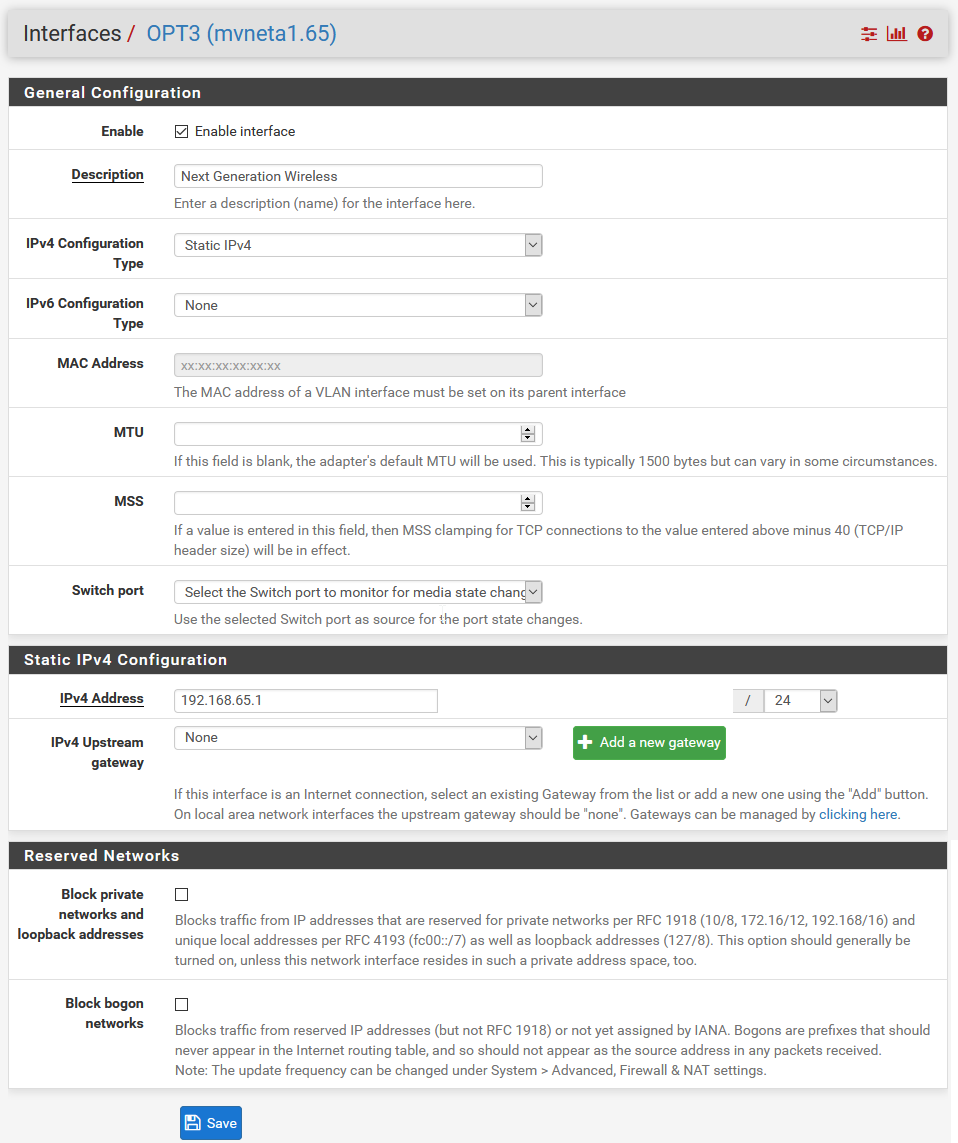 Interfaces / OPT3 (mvneta1.65)
General Configuration
Enable
Enable interface
Description
Next Generation Wireless
Enter a description (name) for the interface here.
IPv4 Configuration
Type
Static IPv4
IPv6 Configuration
Type
None
MAC Address
xx:xx:xx:xx:xx:xx
The MAC address of a VLAN interface must be set on its parent interface
MTU
If this field is blank, the adapter's default MTU will be used. This is typically 1500 bytes but can vary in some circumstances.
MSS
If a value is entered in this field, then MSS clamping for TCP connections to the value entered above minus 40 (TCP/IP
header size) will be in effect.
Switch port
Select the Switch port to monitor for media state chang
Use the selected Switch port as source for the port state changes.
Static IPv4 Configuration
IPv4 Address
192.168.65.1
/ 24
IPv4 Upstream
gateway
None
Add a new gateway
If this interface is an Internet connection, select an existing Gateway from the list or add a new one using the "Add" button.
On local area network interfaces the upstream gateway should be "none". Gateways can be managed by clicking here.
Reserved Networks
Block private
networks and
loopback addresses
Blocks traffic from IP addresses that are reserved for private networks per RFC 1918 (10/8, 172.16/12, 192.168/16) and
unique local addresses per RFC 4193 (fc00::/7) as well as loopback addresses (127/8). This option should generally be
turned on, unless this network interface resides in such a private address space, too.
Block bogon
networks
Blocks traffic from reserved IP addresses (but not RFC 1918) or not yet assigned by IANA. Bogons are prefixes that should
never appear in the Internet routing table, and so should not appear as the source address in any packets received.
Note: The update frequency can be changed under System > Advanced, Firewall & NAT settings.
Save